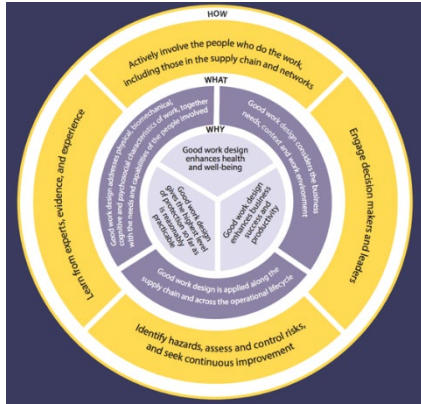 HOW
Actively involve the people who do the work,
including those in the supply chain and networks
WHAT
Good work design addresses physical, biomechanical,
cognitive and psychosocial characteristics of work, together
with the needs and capabilities of the people involved
Good work design considers the business
needs, context and work environment
WHY
Good work design
enhances health
and well-being
Good work design
gives the highest level
of protection so far as
is reasonably
practicable
Good work design
enhances business
success and
productivity
Good work design is applied along the
supply chain and across the operational lifecycle
Learn from experts, evidence, and experience
Engage decision makers and leaders
Identify hazards, assess and control risks,
and seek continuous improvement